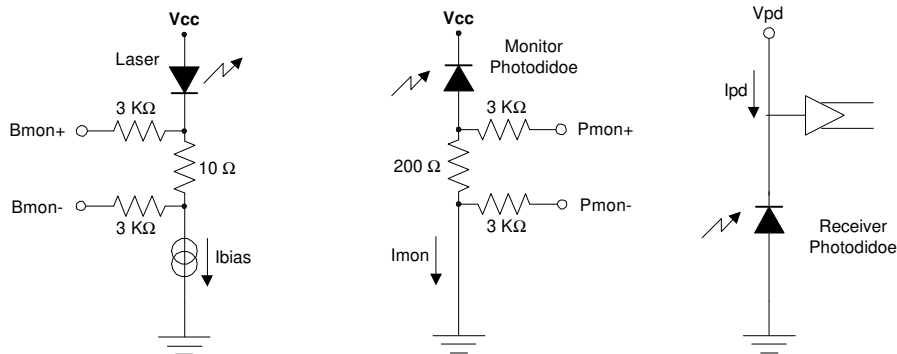 Vcc
Laser
3 KΩ
Bmon+
10 Ω
Bmon-
3 KΩ
Ibias
Vcc
Monitor
Photodidoe
3 KΩ
Pmon+
200 Ω
Pmon-
3 KΩ
Imon
Vpd
Ipd
Receiver
Photodidoe